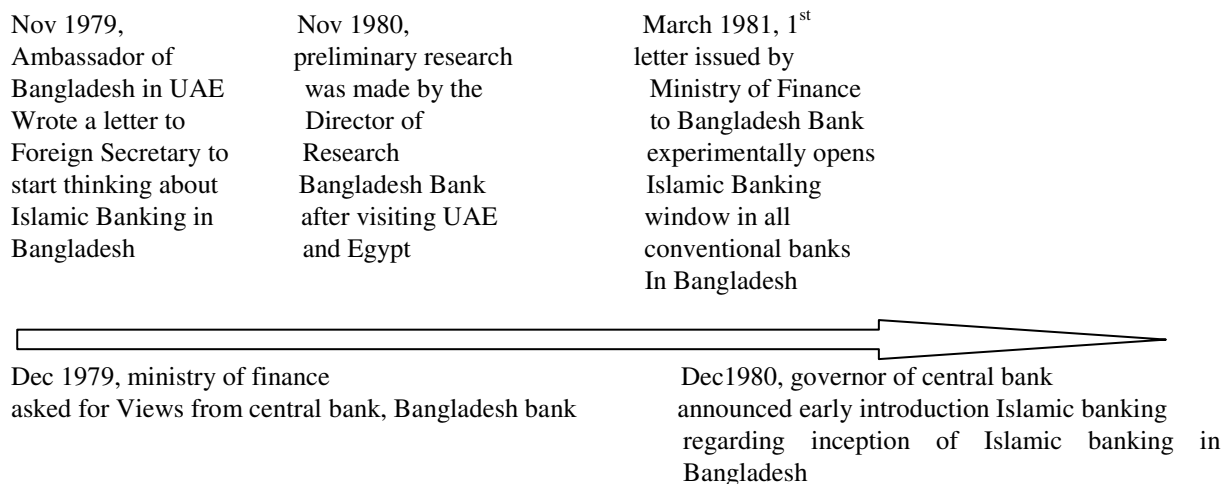 Nov 1979,
Ambassador of
Bangladesh in UAE
Wrote a letter to
Foreign Secretary to
start thinking about
Islamic Banking in
Bangladesh
Nov 1980,
preliminary research
was made by the
Director of
Research
Bangladesh Bank
after visiting UAE
and Egypt
March 1981, 1st
letter issued by
Ministry of Finance
to Bangladesh Bank
experimentally opens
Islamic Banking
window in all
conventional banks
In Bangladesh
Dec 1979, ministry of finance
asked for Views from central bank, Bangladesh bank
Dec1980, governor of central bank
announced early introduction Islamic banking
regarding inception of Islamic banking in
Bangladesh